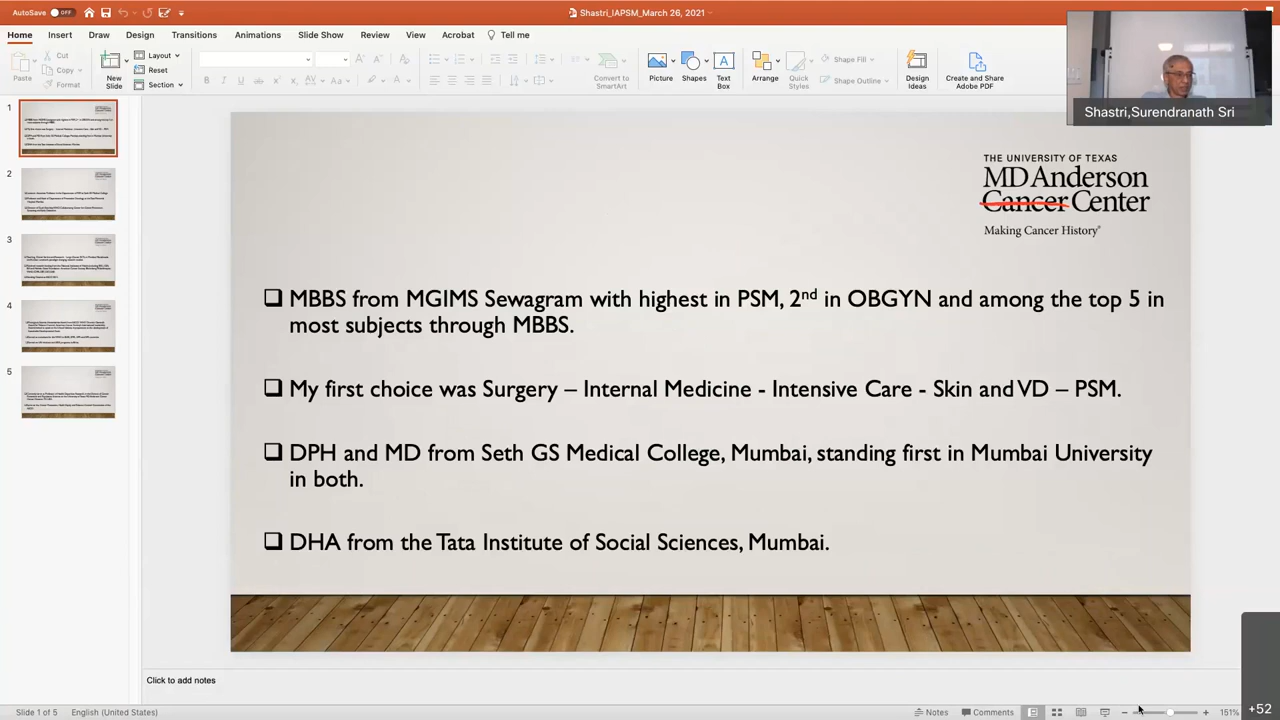 AutoSave OFF
Shastri_IAPSM_March 26, 2021
Home Insert Draw Design Transitions Animations Slide Show Review View Acrobat Tell me
Paste
Cut
Copy
Format
New Slide
Layout
Reset
Section
Convert to SmartArt
Picture
Shapes
Text Box
Arrange
Quick Styles
Shape Fill
Shape Outline
Design Ideas
Create and Share Adobe PDF
Shastri,Surendranath Sri
1
2
3
4
5
THE UNIVERSITY OF TEXAS
MD Anderson
Cancer Center
Making Cancer History®
MBBS from MGIMS Sewagram with highest in PSM, 2nd in OBGYN and among the top 5 in
most subjects through MBBS.
My first choice was Surgery – Internal Medicine - Intensive Care - Skin and VD – PSM.
DPH and MD from Seth GS Medical College, Mumbai, standing first in Mumbai University
in both.
DHA from the Tata Institute of Social Sciences, Mumbai.
Click to add notes
Slide 1 of 5 English (United States)
Notes Comments 151%
+52